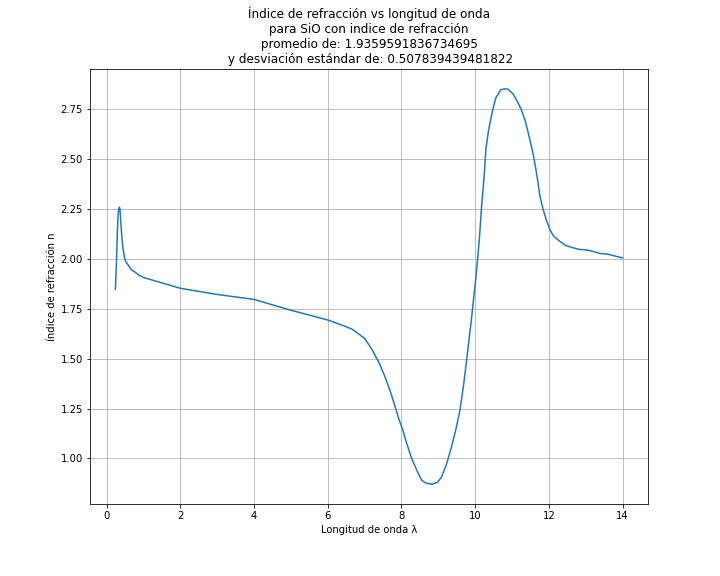 Índice de refracción vs longitud de onda
para SiO con indice de refracción
promedio de: 1.9359591836734695
y desviación estándar de: 0.507839439481822
2.75
2.50
2.25
2.00
1.75
1.50
1.25
1.00
índice de refracción n
0 2 4 6 8 10 12 14
Longitud de onda λ